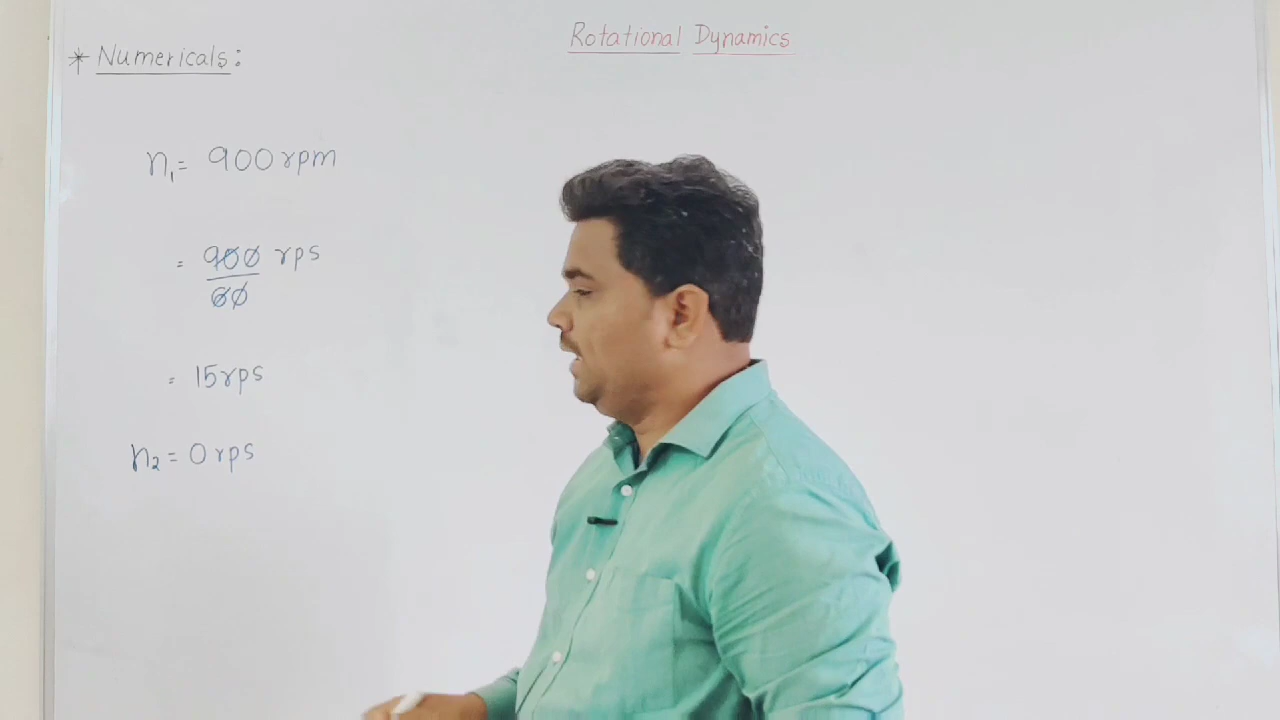 Rotational Dynamics
* Numericals:
n₁ = 900 rpm
= 900/60 rps
= 15 rps
n₂ = 0 rps